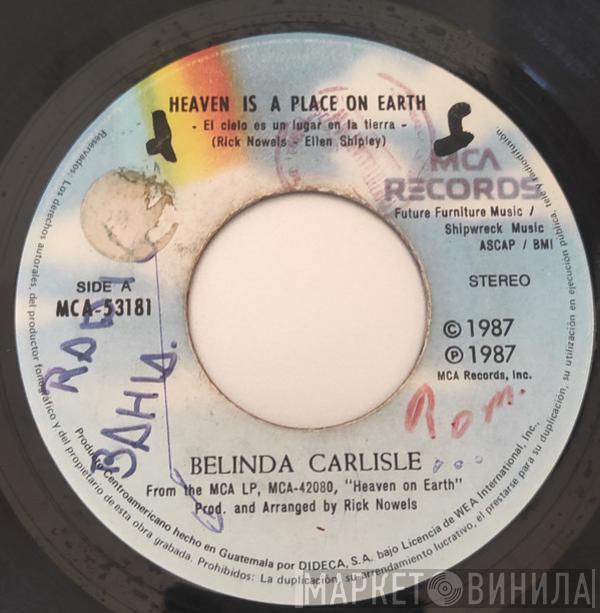 HEAVEN IS A PLACE ON EARTH
- El cielo es un lugar en la tierra -
(Rick Nowels - Ellen Shipley)
MCA
RECORDS
Future Furniture Music /
Shipwreck Music
ASCAP / BMI
SIDE A
MCA-53181
STEREO
© 1987
℗ 1987
MCA Records, Inc.
BAHIA.
Rom.
BELINDA CARLISLE
From the MCA LP, MCA-42080, "Heaven on Earth"
Prod. and Arranged by Rick Nowels
Reservados: Los derechos autorales, del productor fonográfico y del propietario de esta obra grabada. Prohibidos: La duplicación, su arrendamiento lucrativo, el prestarse para su duplicación, su utilización en ejecución pública, tele y radiodifusión.
Producto Centroamericano hecho en Guatemala por DIDECA, S.A. bajo Licencia de WEA International, Inc.,
МАРКЕТ ВИНИЛА